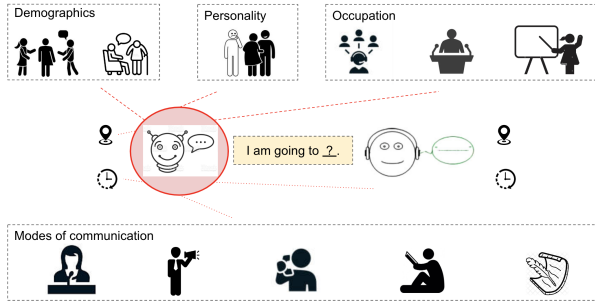 Demographics
Personality
Occupation
I am going to _?_.
Modes of communication